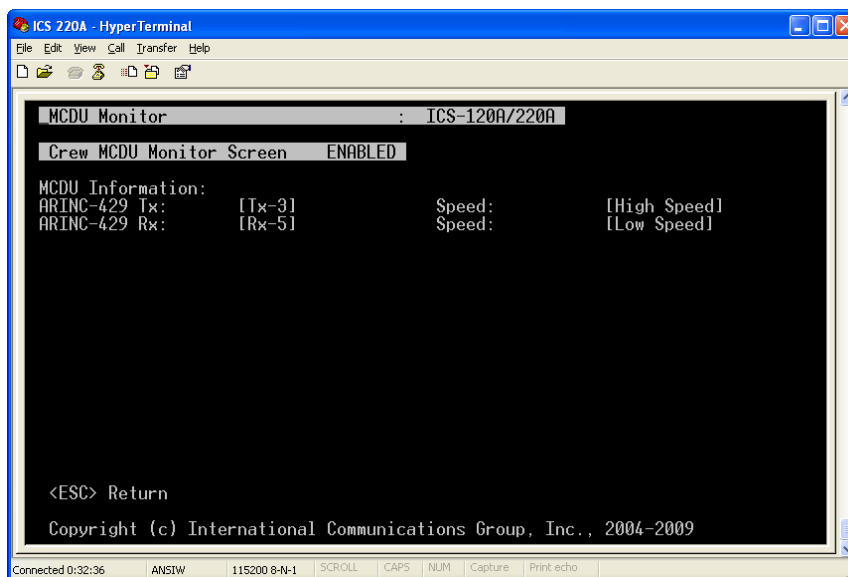 ICS 220A - HyperTerminal
File Edit View Call Transfer Help
_MCDU Monitor : ICS-120A/220A
Crew MCDU Monitor Screen ENABLED
MCDU Information:
ARINC-429 Tx: [Tx-3] Speed: [High Speed]
ARINC-429 Rx: [Rx-5] Speed: [Low Speed]
<ESC> Return
Copyright (c) International Communications Group, Inc., 2004-2009
Connected 0:32:36 ANSIW 115200 8-N-1 SCROLL CAPS NUM Capture Print echo